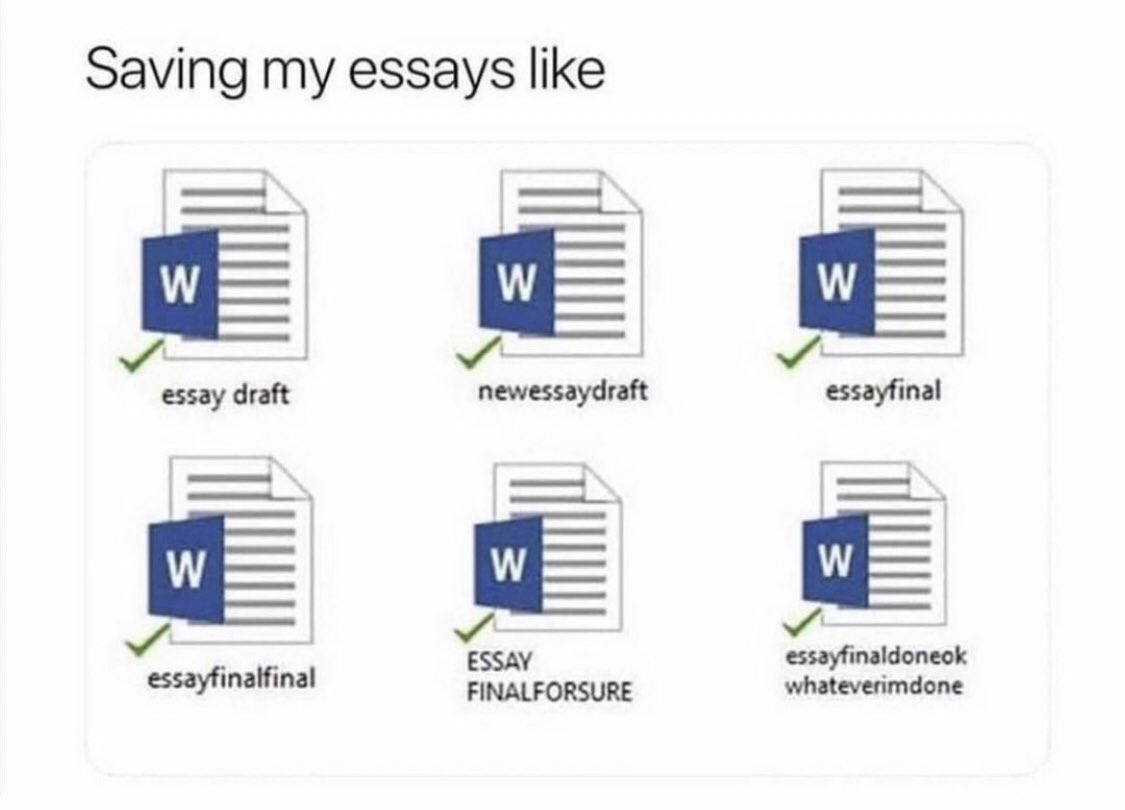 Saving my essays like
W
W
W
essay draft
newessaydraft
essayfinal
W
W
W
essayfinalfinal
ESSAY
FINALFORSURE
essayfinaldoneok
whateverimdone